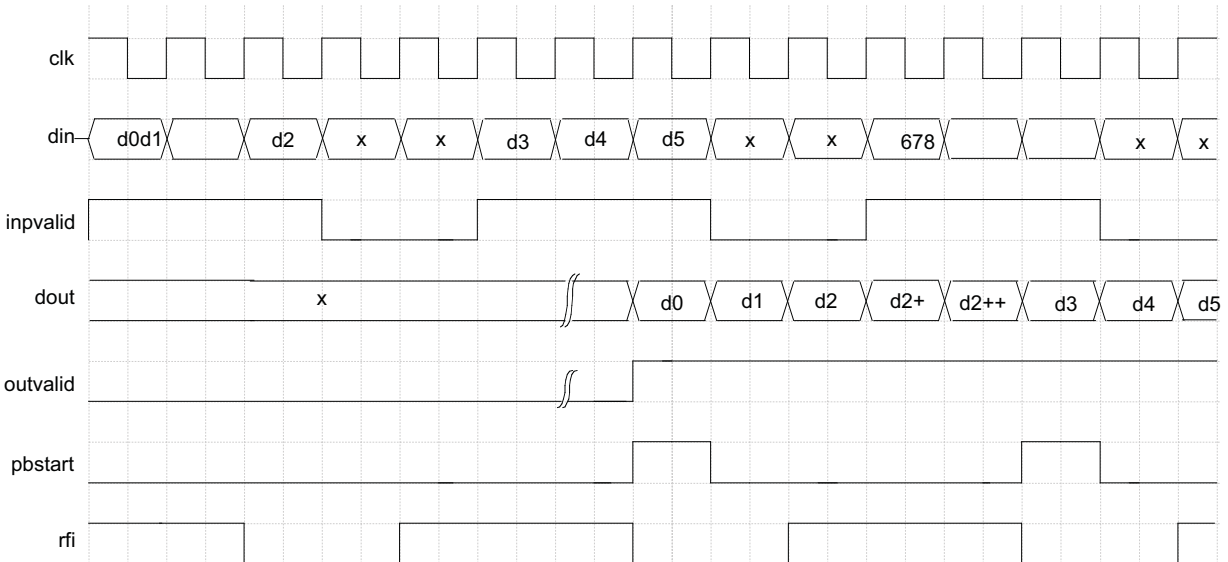 clk
din d0d1 d2 x x d3 d4 d5 x x 678 x x
inpvalid
dout x d0 d1 d2 d2+ d2++ d3 d4 d5
outvalid
pbstart
rfi